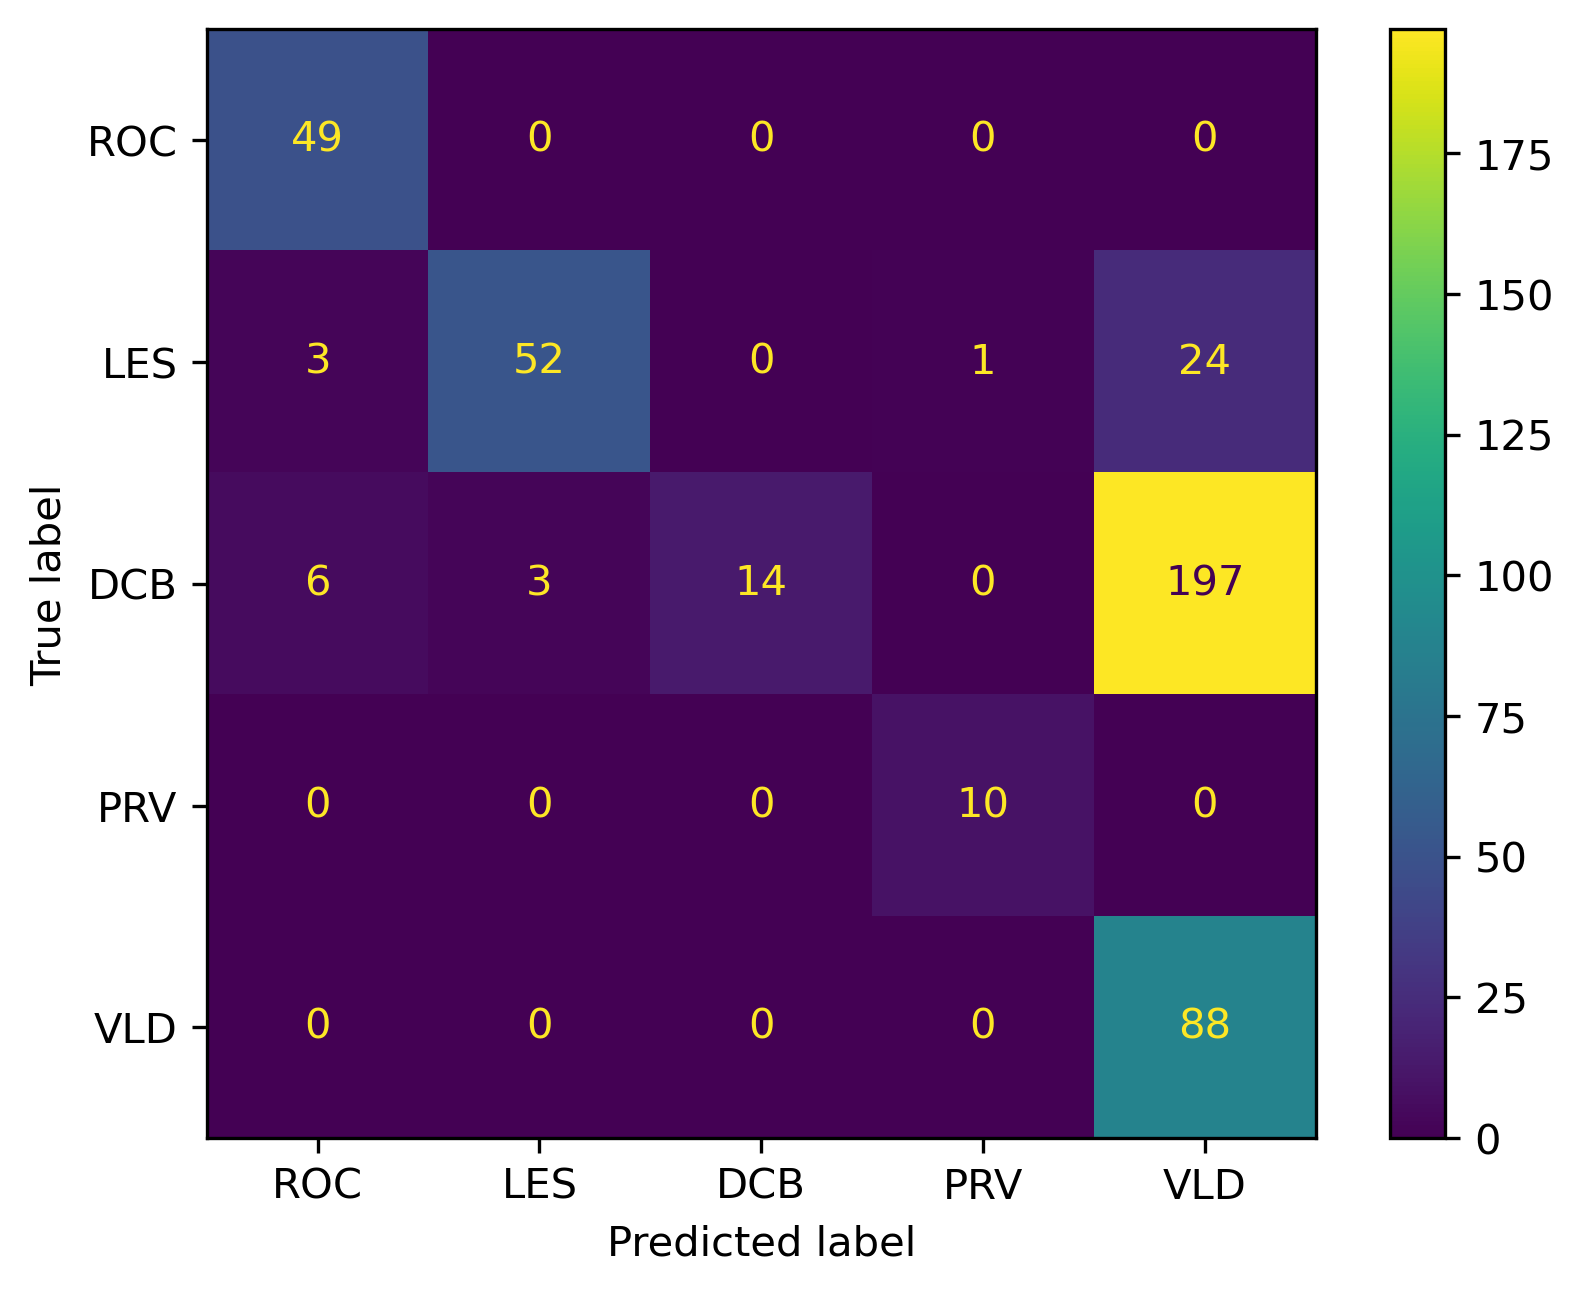 ROC 49 0 0 0 0
LES 3 52 0 1 24
DCB 6 3 14 0 197
PRV 0 0 0 10 0
VLD 0 0 0 0 88
ROC LES DCB PRV VLD
Predicted label
True label
175
150
125
100
75
50
25
0